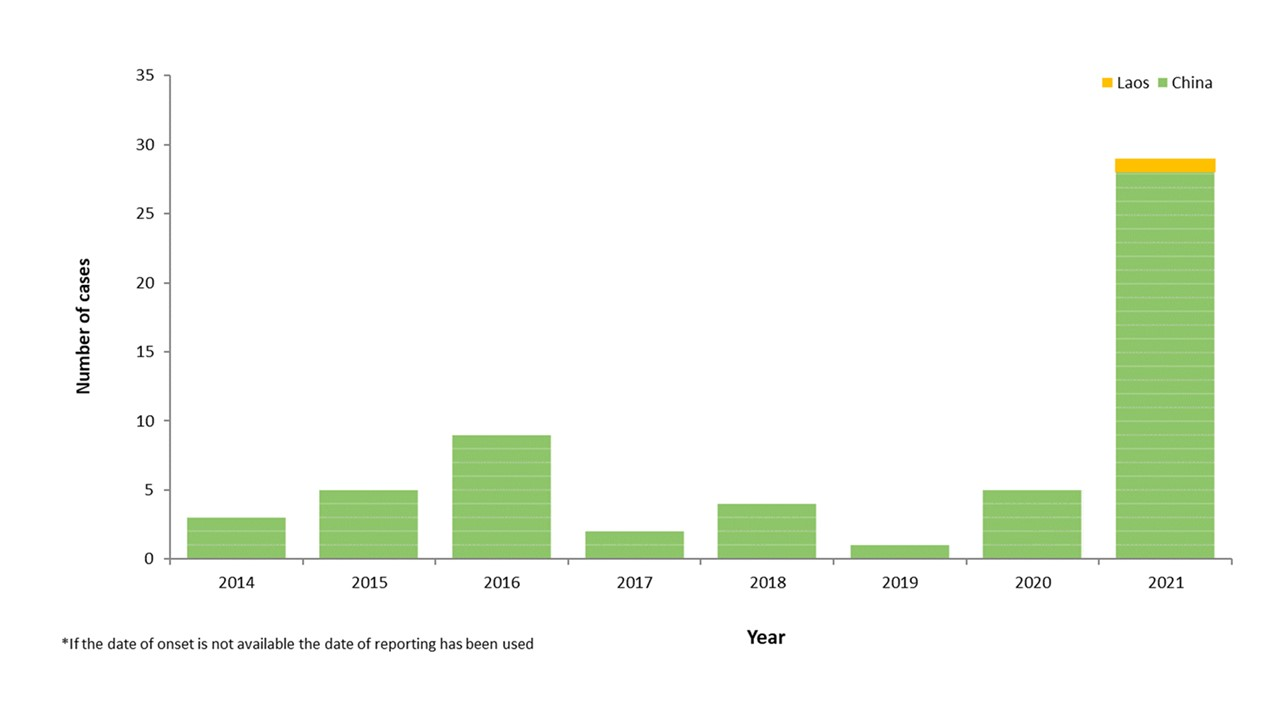 35
Laos China
30
25
20
15
10
5
0
Number of cases
2014 2015 2016 2017 2018 2019 2020 2021
Year
*If the date of onset is not available the date of reporting has been used